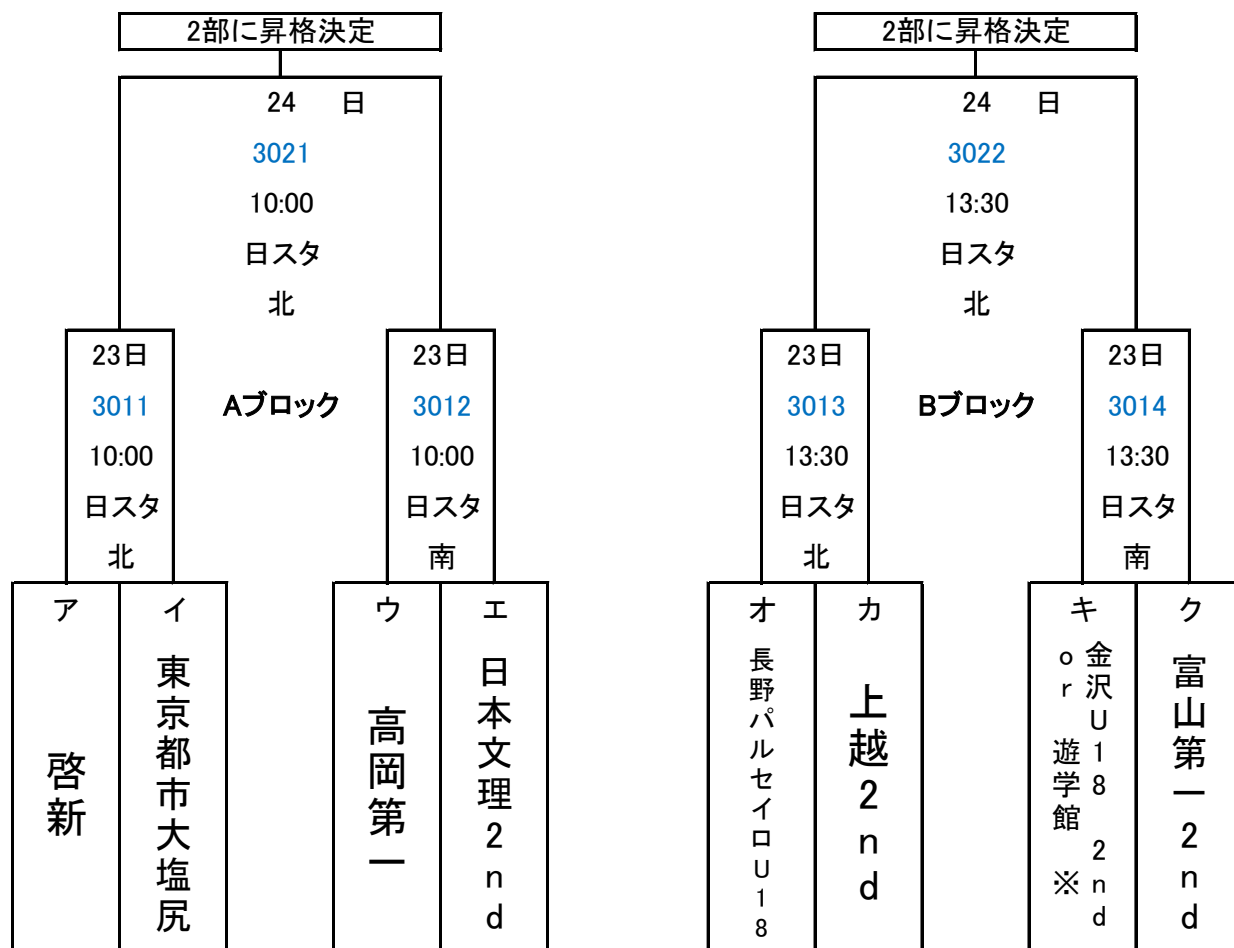 2部に昇格決定
24 日
3021
10:00
日スタ
北
23日
3011
10:00
日スタ
北
Aブロック
23日
3012
10:00
日スタ
南
ア
啓新
イ
東京都市大塩尻
ウ
高岡第一
エ
日本文理2nd
2部に昇格決定
24 日
3022
13:30
日スタ
北
23日
3013
13:30
日スタ
北
Bブロック
23日
3014
13:30
日スタ
南
オ
長野パルセイロU18
カ
上越2nd
キ
金沢U18 2nd
or 遊学館 ※
ク
富山第一2nd